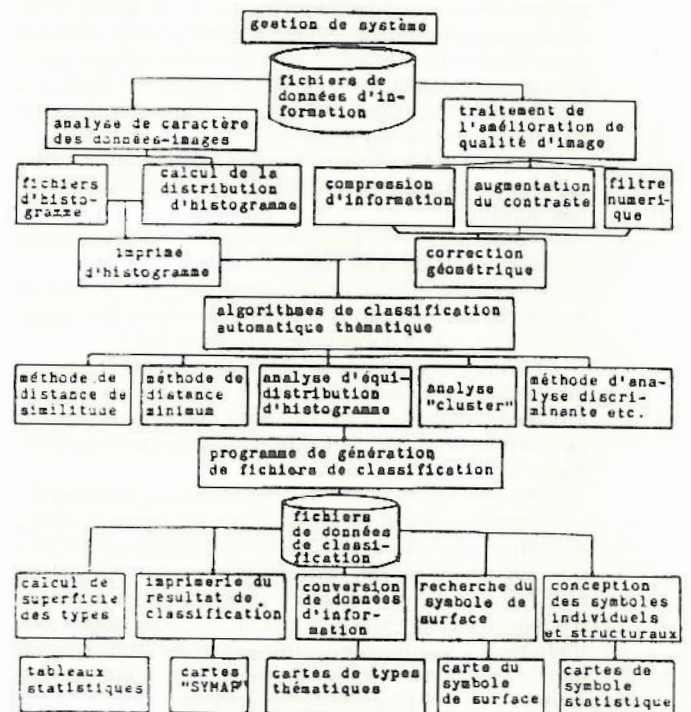 gestion de système
fichiers de
données d'in-
formation
analyse de caractère
des données-images
traitement de
l'amélioration de
qualité d'image
fichiers
d'histo-
gramme
calcul de la
distribution
d'histogramme
compression
d'information
augmentation
du contraste
filtre
numeri-
que
imprimé
d'histogramme
correction
géométrique
algorithmes de classification
automatique thématique
méthode de
distance de
similitude
méthode de
distance
minimum
analyse d'équi-
distribution
d'histogramme
analyse
"cluster"
méthode d'ana-
lyse discri-
minante etc.
programme de génération
de fichiers de classification
fichiers
de données
de classi-
fication
calcul de
superficie
des types
imprimerie du
résultat de
classification
conversion
de données
d'infor-
mation
recherche du
symbole de
surface
conception
des symboles
individuels
et structuraux
tableaux
statistiques
cartes
"SYMAP"
cartes de types
thématiques
carte du
symbole
de surface
cartes de
symbole
statistique